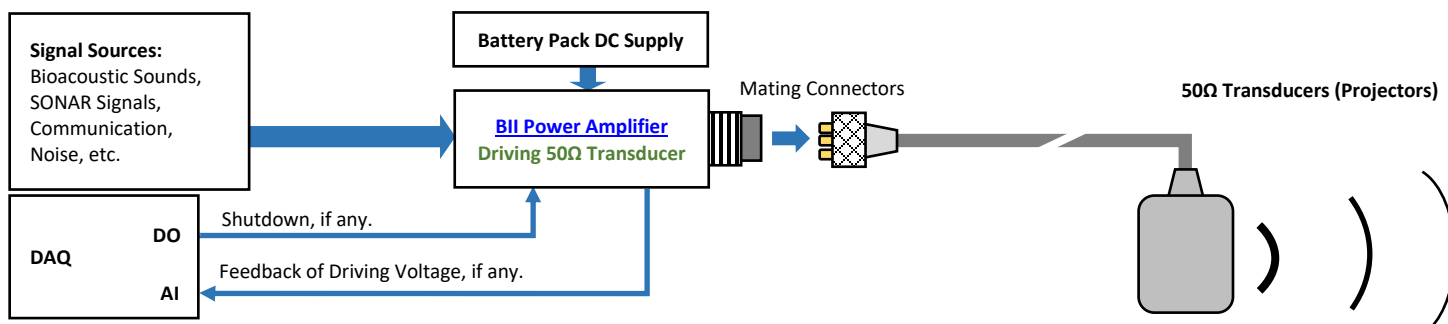 Signal Sources:
Bioacoustic Sounds,
SONAR Signals,
Communication,
Noise, etc.
Battery Pack DC Supply
BII Power Amplifier
Driving 50Ω Transducer
Mating Connectors
50Ω Transducers (Projectors)
DAQ
DO
AI
Shutdown, if any.
Feedback of Driving Voltage, if any.